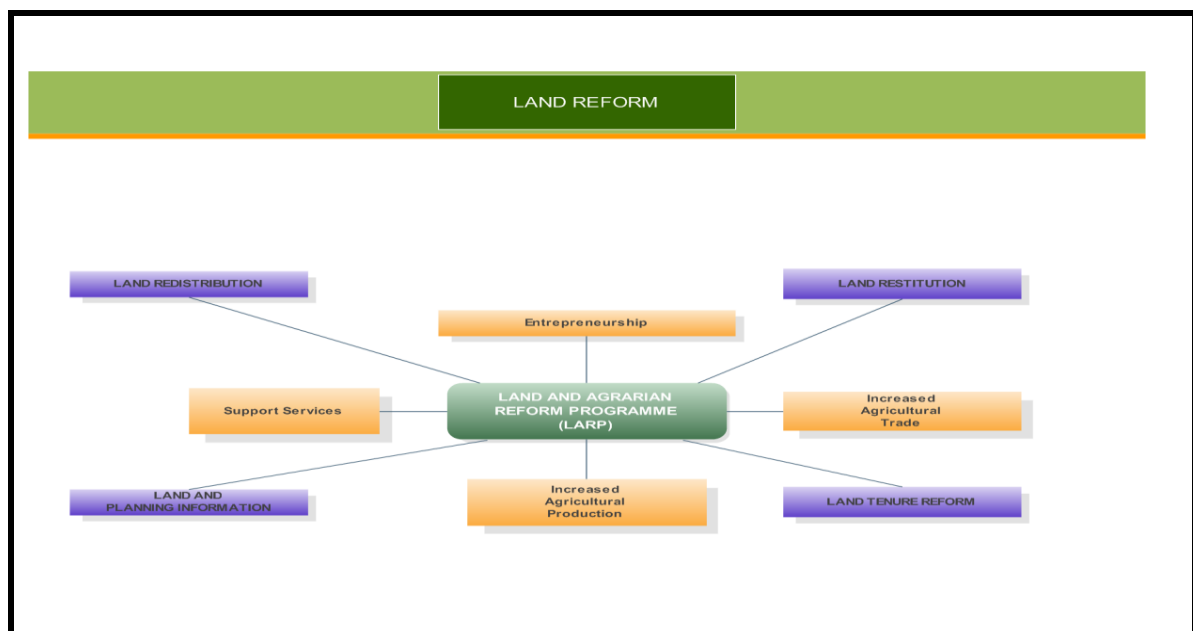 LAND REFORM
LAND REDISTRIBUTION
LAND RESTITUTION
Entrepreneurship
Support Services
LAND AND AGRARIAN
REFORM PROGRAMME
(LARP)
Increased
Agricultural
Trade
LAND AND
PLANNING INFORMATION
Increased
Agricultural
Production
LAND TENURE REFORM